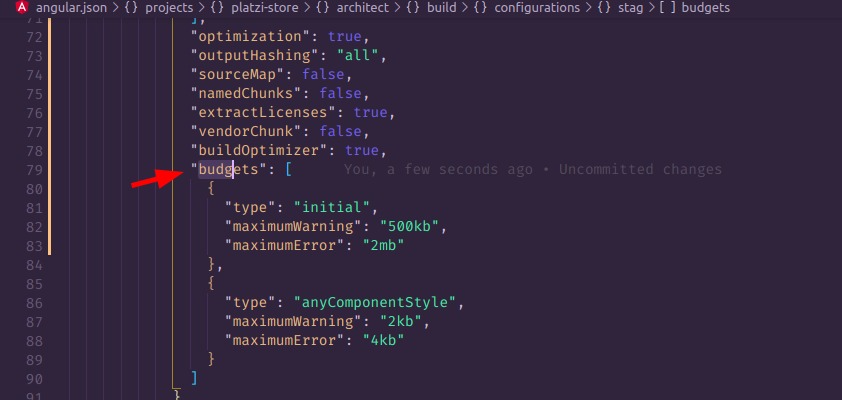 angular.json > {} projects > {} platzi-store > {} architect > {} build > {} configurations > {} stag > [ ] budgets
71 ],
72 "optimization": true,
73 "outputHashing": "all",
74 "sourceMap": false,
75 "namedChunks": false,
76 "extractLicenses": true,
77 "vendorChunk": false,
78 "buildOptimizer": true,
79 "budgets": [ You, a few seconds ago • Uncommitted changes
80 {
81 "type": "initial",
82 "maximumWarning": "500kb",
83 "maximumError": "2mb"
84 },
85 {
86 "type": "anyComponentStyle",
87 "maximumWarning": "2kb",
88 "maximumError": "4kb"
89 }
90 ]
91 }